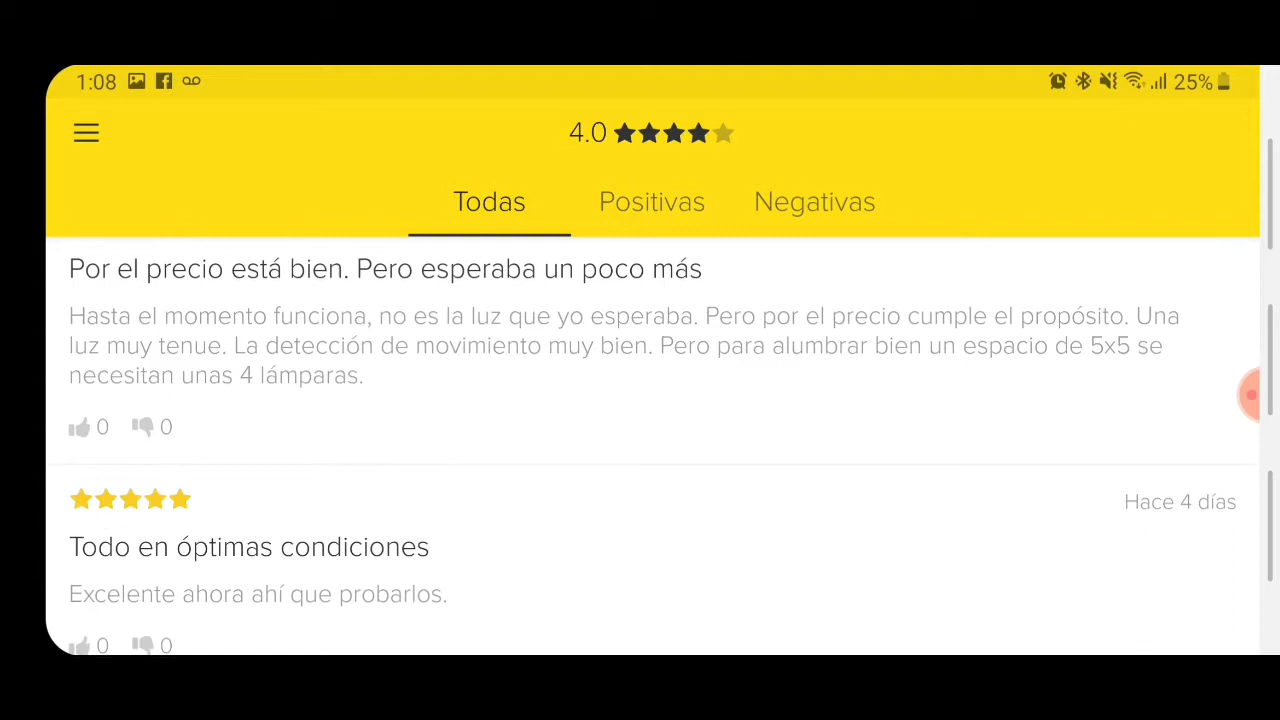 1:08 25%
4.0
Todas Positivas Negativas
Por el precio está bien. Pero esperaba un poco más
Hasta el momento funciona, no es la luz que yo esperaba. Pero por el precio cumple el propósito. Una
luz muy tenue. La detección de movimiento muy bien. Pero para alumbrar bien un espacio de 5x5 se
necesitan unas 4 lámparas.
0 0
Hace 4 días
Todo en óptimas condiciones
Excelente ahora ahí que probarlos.
0 0